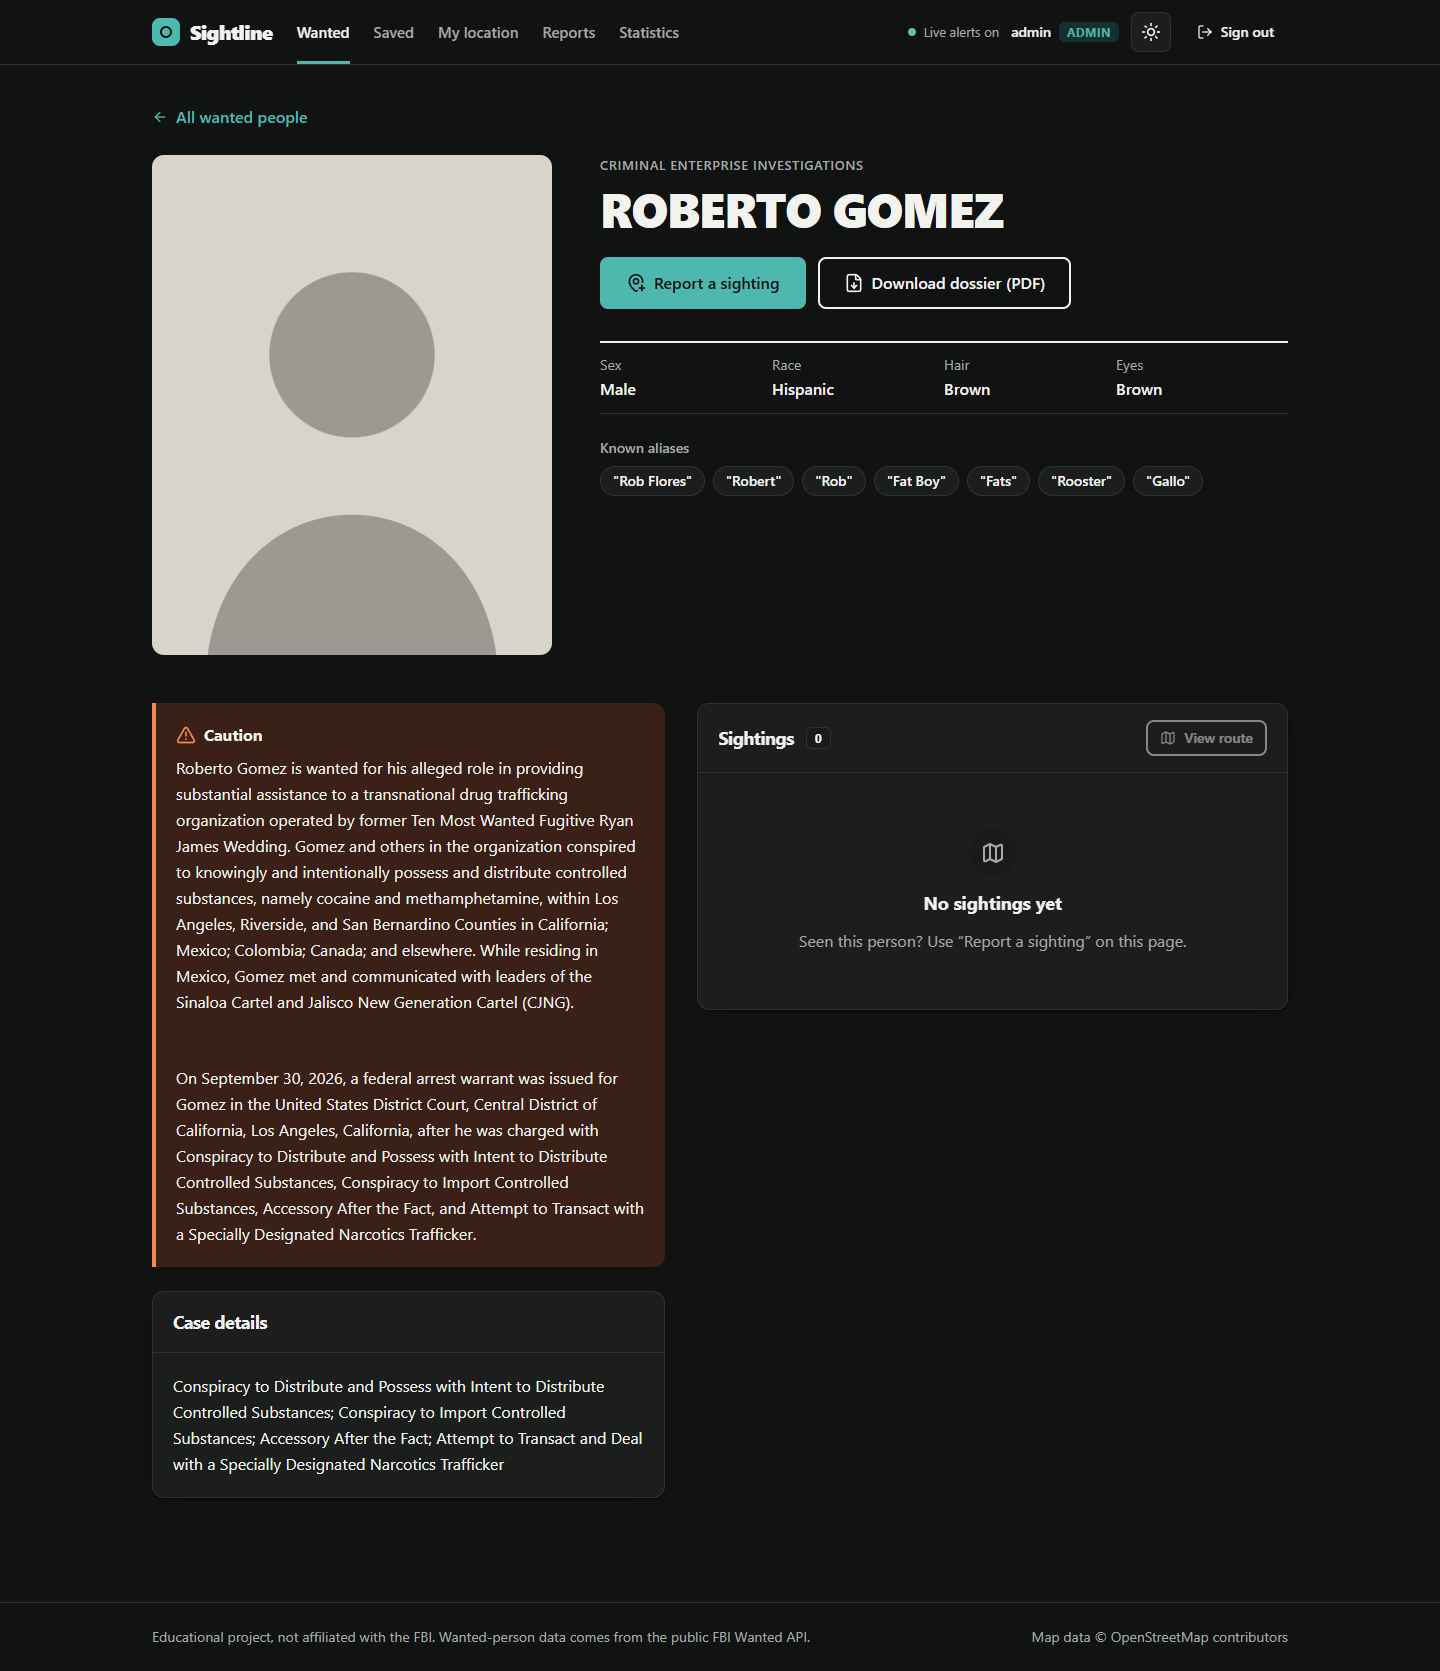 Sightline
Wanted
Saved
My location
Reports
Statistics
Live alerts on
admin
ADMIN
Sign out
All wanted people
CRIMINAL ENTERPRISE INVESTIGATIONS
ROBERTO GOMEZ
Report a sighting
Download dossier (PDF)
Sex
Male
Race
Hispanic
Hair
Brown
Eyes
Brown
Known aliases
"Rob Flores"
"Robert"
"Rob"
"Fat Boy"
"Fats"
"Rooster"
"Gallo"
Caution
Roberto Gomez is wanted for his alleged role in providing
substantial assistance to a transnational drug trafficking
organization operated by former Ten Most Wanted Fugitive Ryan
James Wedding. Gomez and others in the organization conspired
to knowingly and intentionally possess and distribute controlled
substances, namely cocaine and methamphetamine, within Los
Angeles, Riverside, and San Bernardino Counties in California;
Mexico; Colombia; Canada; and elsewhere. While residing in
Mexico, Gomez met and communicated with leaders of the
Sinaloa Cartel and Jalisco New Generation Cartel (CJNG).
On September 30, 2026, a federal arrest warrant was issued for
Gomez in the United States District Court, Central District of
California, Los Angeles, California, after he was charged with
Conspiracy to Distribute and Possess with Intent to Distribute
Controlled Substances, Conspiracy to Import Controlled
Substances, Accessory After the Fact, and Attempt to Transact with
a Specially Designated Narcotics Trafficker.
Case details
Conspiracy to Distribute and Possess with Intent to Distribute
Controlled Substances; Conspiracy to Import Controlled
Substances; Accessory After the Fact; Attempt to Transact and Deal
with a Specially Designated Narcotics Trafficker
Sightings
0
View route
No sightings yet
Seen this person? Use “Report a sighting” on this page.
Educational project, not affiliated with the FBI. Wanted-person data comes from the public FBI Wanted API.
Map data © OpenStreetMap contributors